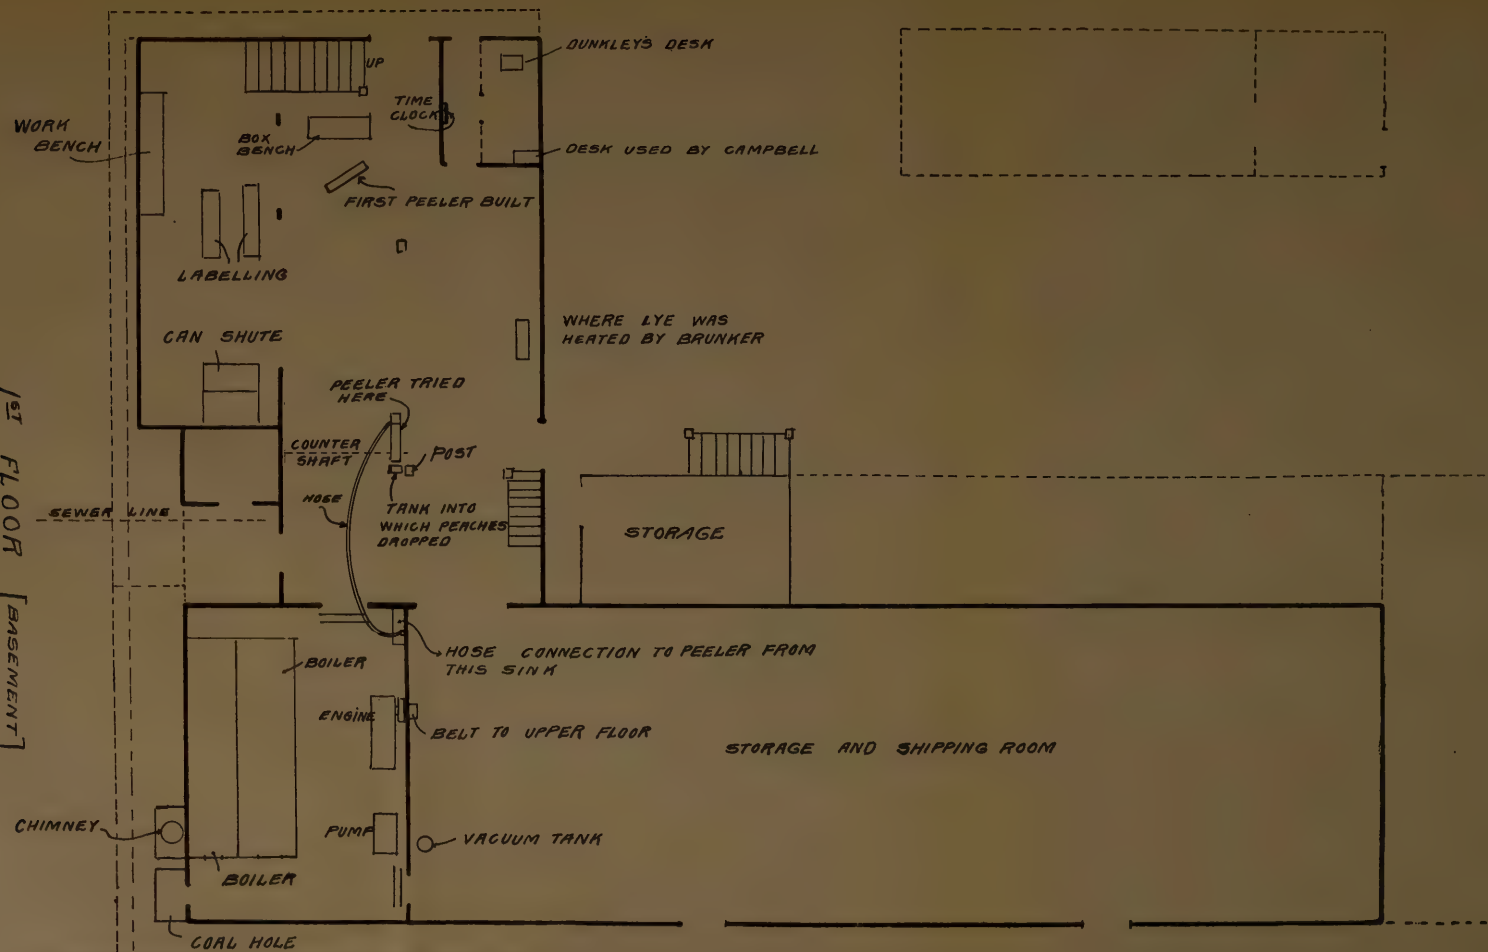 DUNKLEY'S DESK
UP
TIME
CLOCK
WORK
BENCH
BOX
BENCH
DESK USED BY CAMPBELL
FIRST PEELER BUILT
LABELLING
WHERE LYE WAS
HEATED BY BRUNKER
CAN SHUTE
PEELER TRIED
HERE
COUNTER
SHAFT
POST
HOSE
TANK INTO
WHICH PEACHES
DROPPED
SEWER LINE
STORAGE
1ST FLOOR [BASEMENT]
HOSE CONNECTION TO PEELER FROM
THIS SINK
BOILER
ENGINE
BELT TO UPPER FLOOR
STORAGE AND SHIPPING ROOM
CHIMNEY
PUMP
VACUUM TANK
BOILER
COAL HOLE